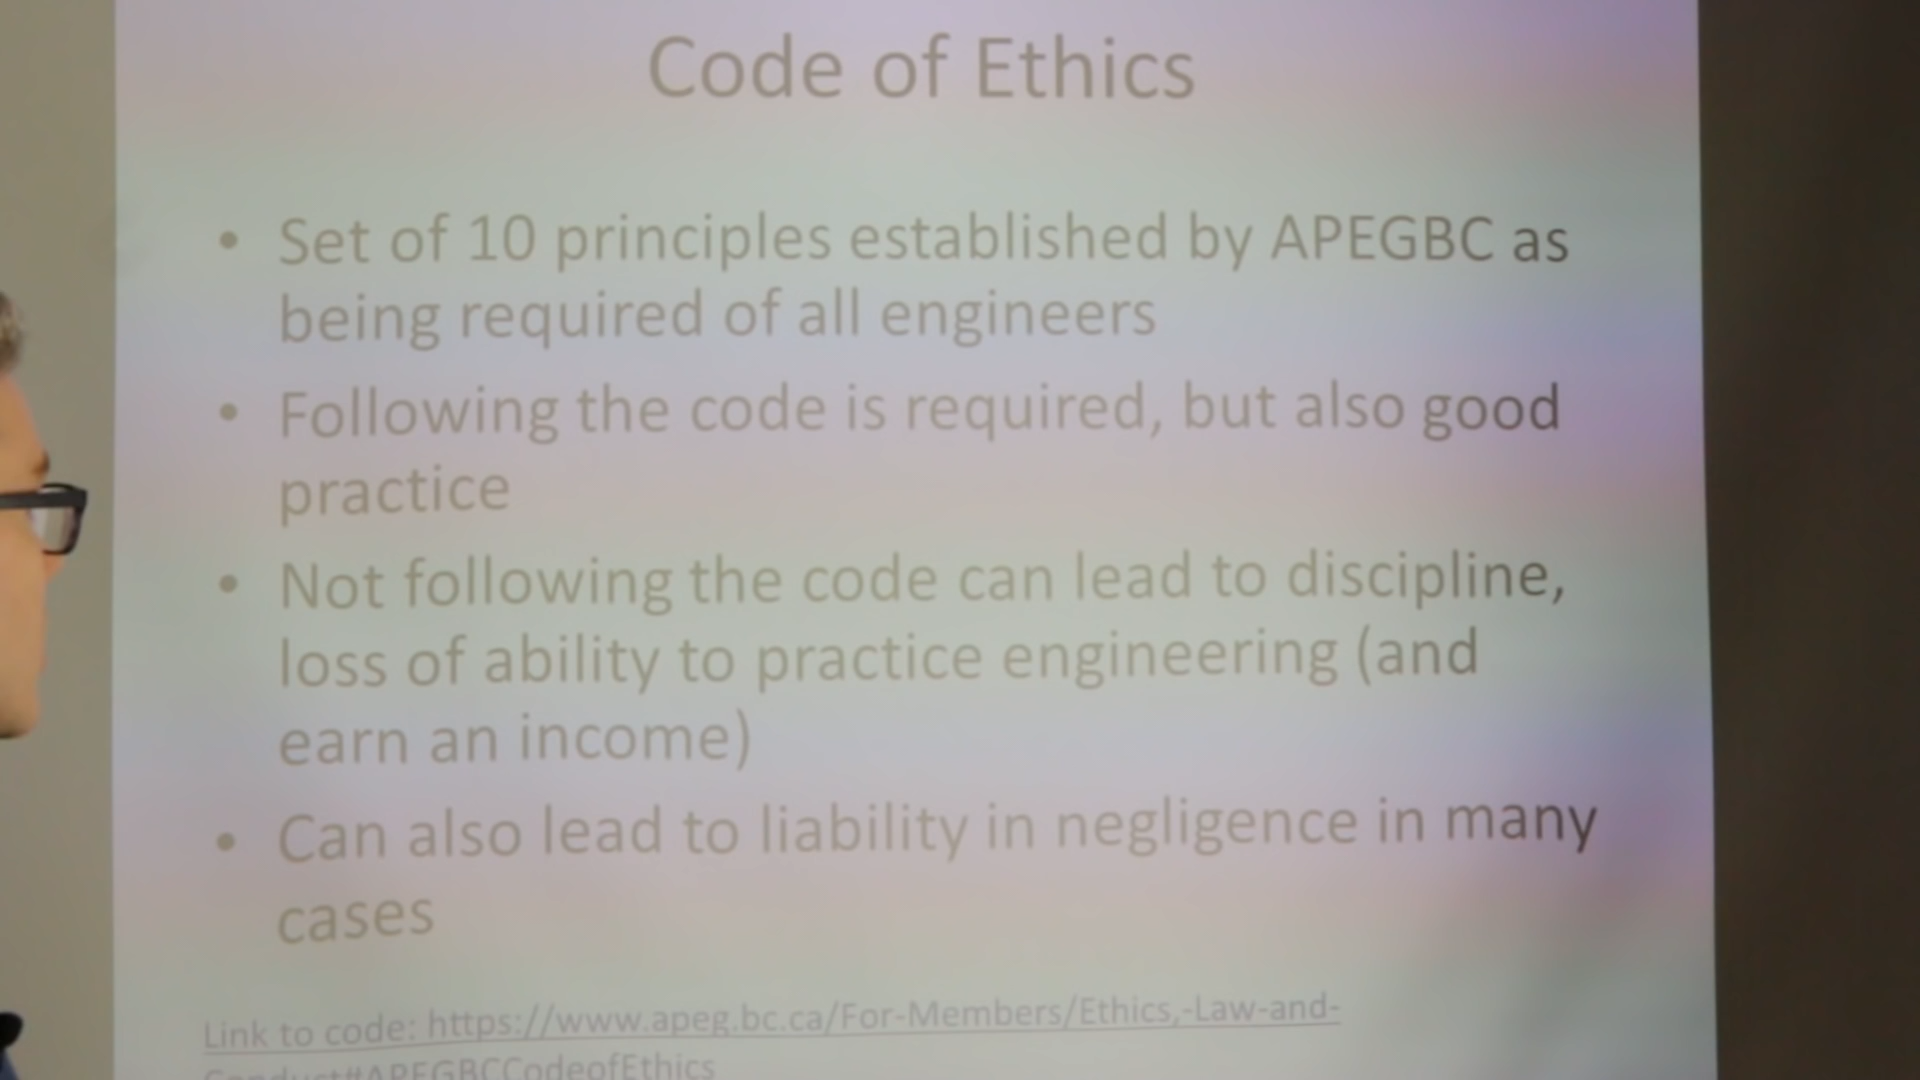 Code of Ethics
• Set of 10 principles established by APEGBC as
being required of all engineers
• Following the code is required, but also good
practice
• Not following the code can lead to discipline,
loss of ability to practice engineering (and
earn an income)
• Can also lead to liability in negligence in many
cases
Link to code: https://www.apeg.bc.ca/For-Members/Ethics,-Law-and-
Conduct#APEGBCCodeofEthics